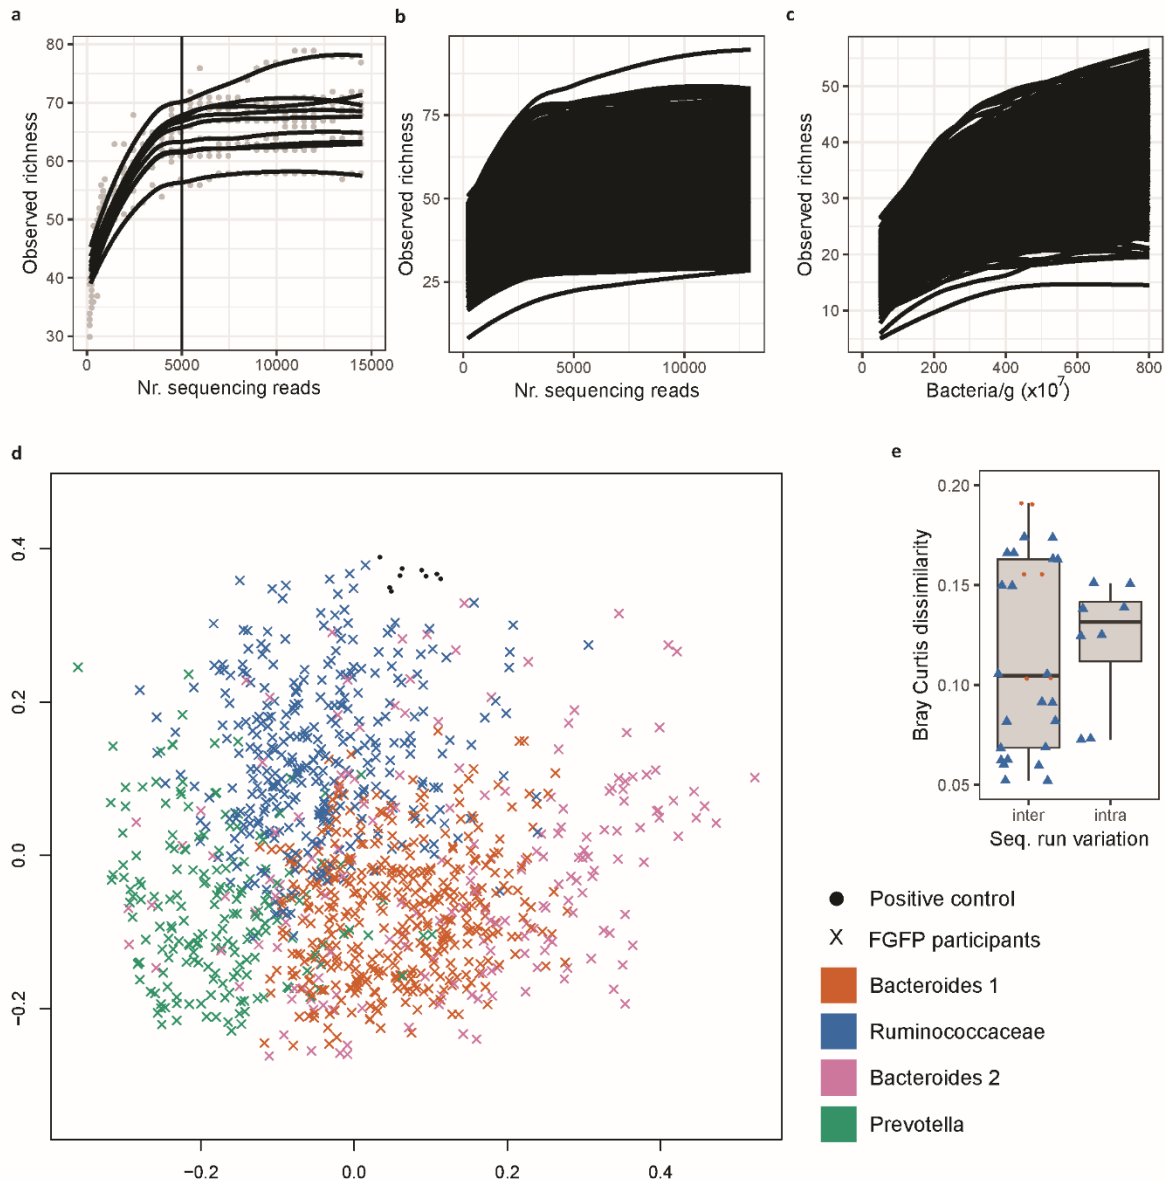 a
80
70
60
50
40
30
Observed richness
0
5000
10000
15000
Nr. sequencing reads
b
75
50
25
Observed richness
0
5000
10000
Nr. sequencing reads
c
50
40
30
20
10
Observed richness
0
200
400
600
800
Bacteria/g (x10⁷)
d
0.4
0.2
0.0
−0.2
−0.2
0.0
0.2
0.4
e
0.20
0.15
0.10
0.05
Bray Curtis dissimilarity
inter
intra
Seq. run variation
Positive control
X FGFP participants
Bacteroides 1
Ruminococcaceae
Bacteroides 2
Prevotella